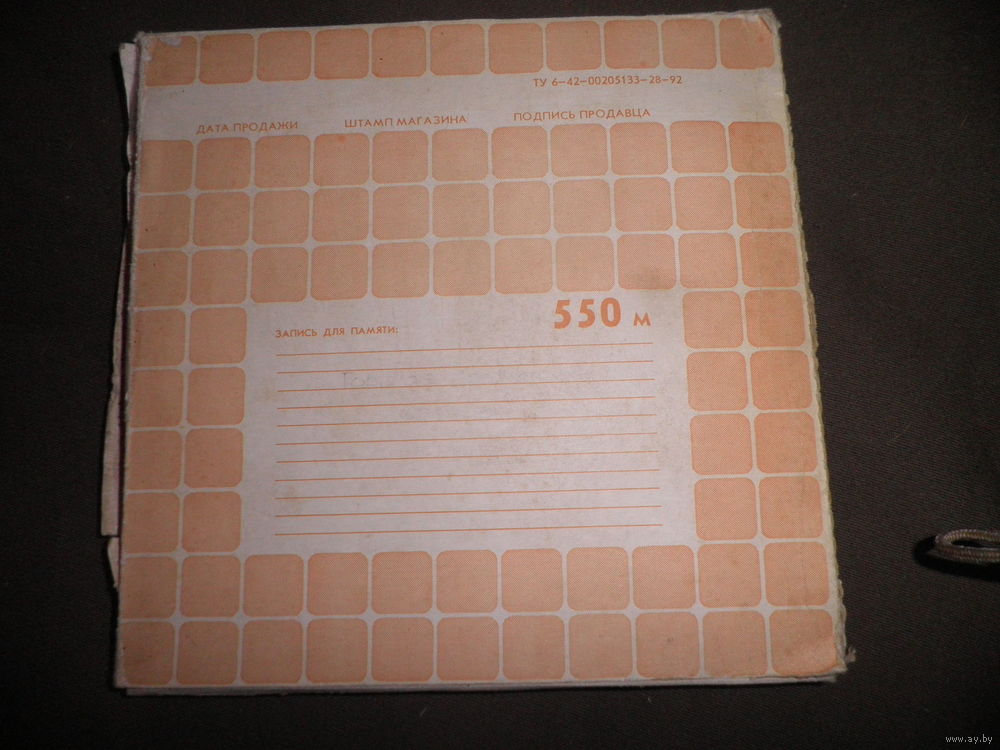 ТУ 6-42-00205133-28-92
ДАТА ПРОДАЖИ ШТАМП МАГАЗИНА ПОДПИСЬ ПРОДАВЦА
550 м
ЗАПИСЬ ДЛЯ ПАМЯТИ:
www.ay.by